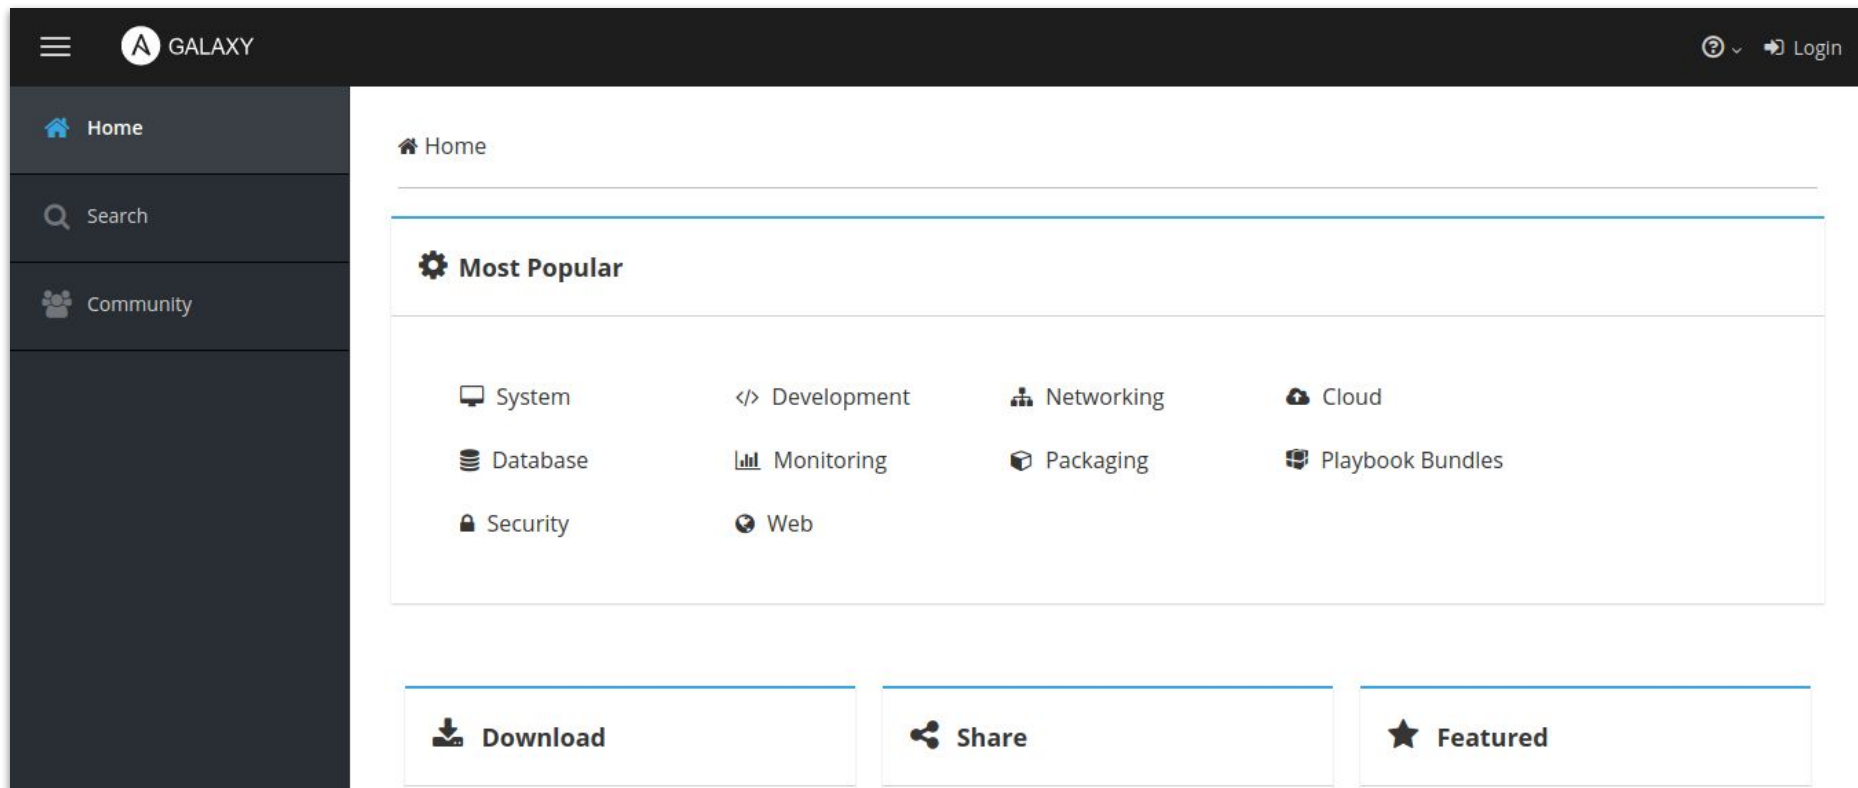 GALAXY
Login
Home
Search
Community
Home
Most Popular
System Development Networking Cloud
Database Monitoring Packaging Playbook Bundles
Security Web
Download Share Featured